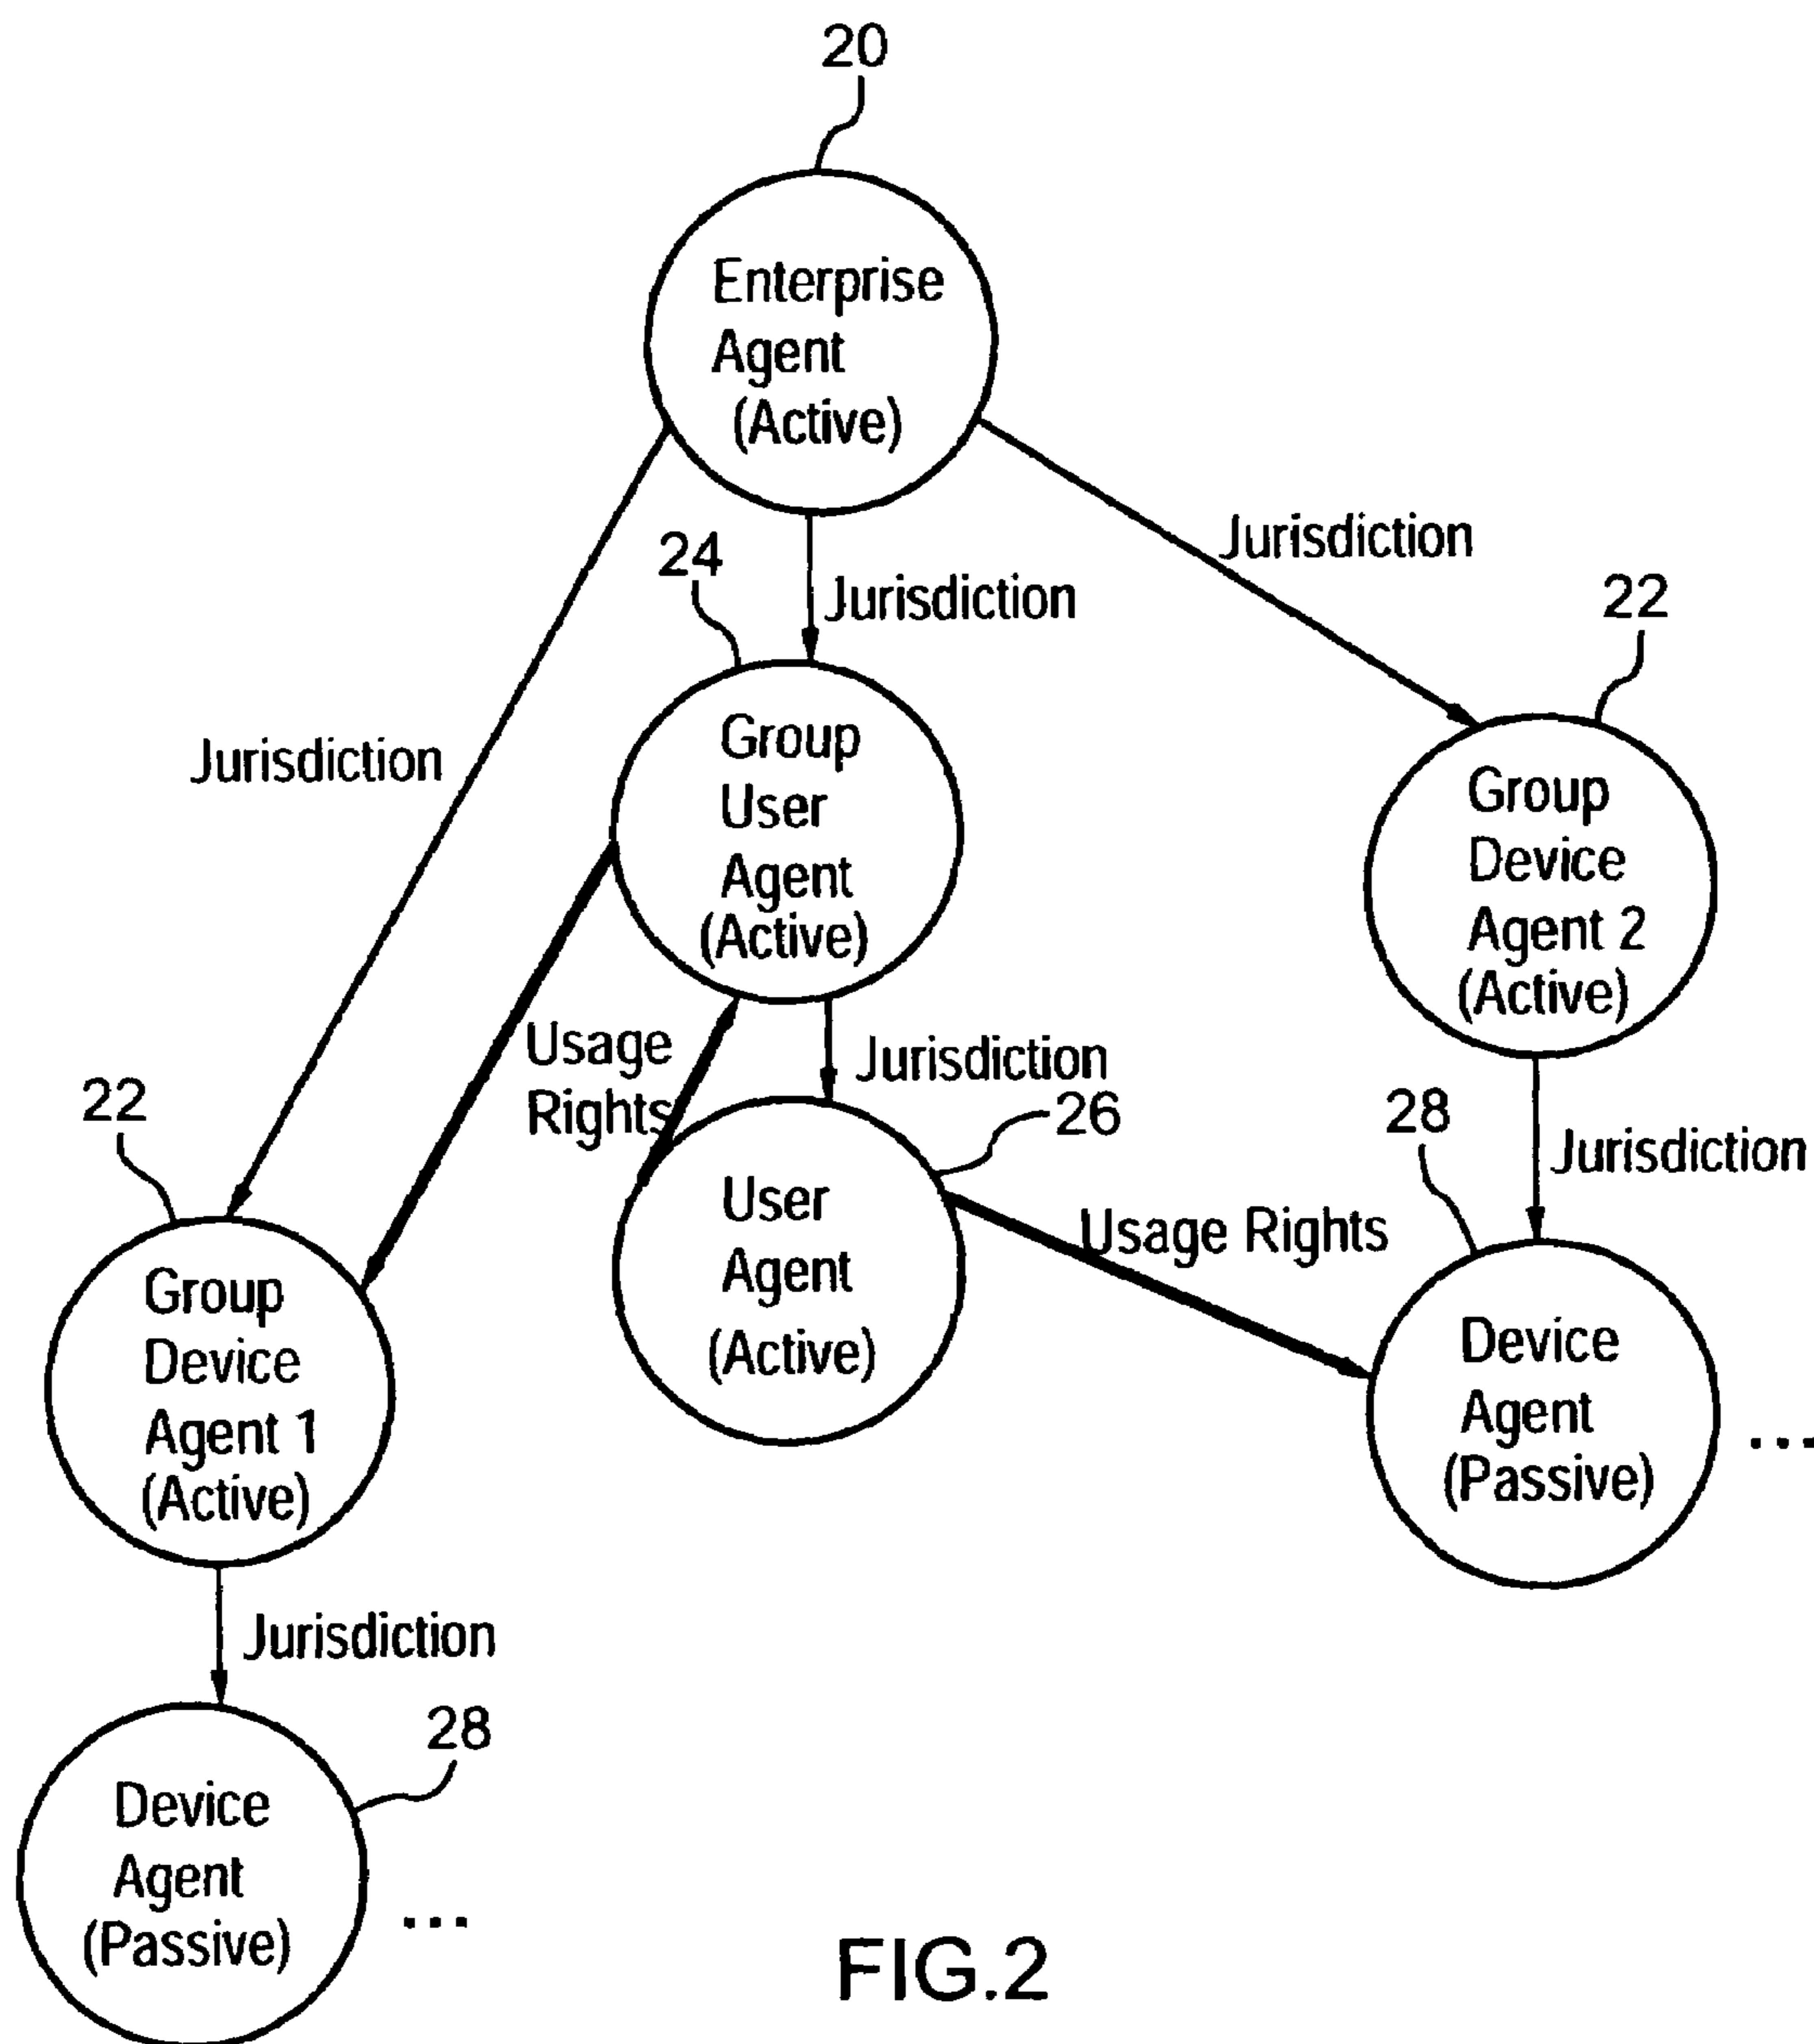 20
Enterprise
Agent
(Active)
Jurisdiction
24
Jurisdiction
22
Jurisdiction
Group
User
Agent
(Active)
Group
Device
Agent 2
(Active)
Usage
Rights
Jurisdiction
22
26
28
Jurisdiction
User
Agent
(Active)
Usage Rights
Group
Device
Agent 1
(Active)
Device
Agent
(Passive)
...
Jurisdiction
28
Device
Agent
(Passive)
...
FIG.2